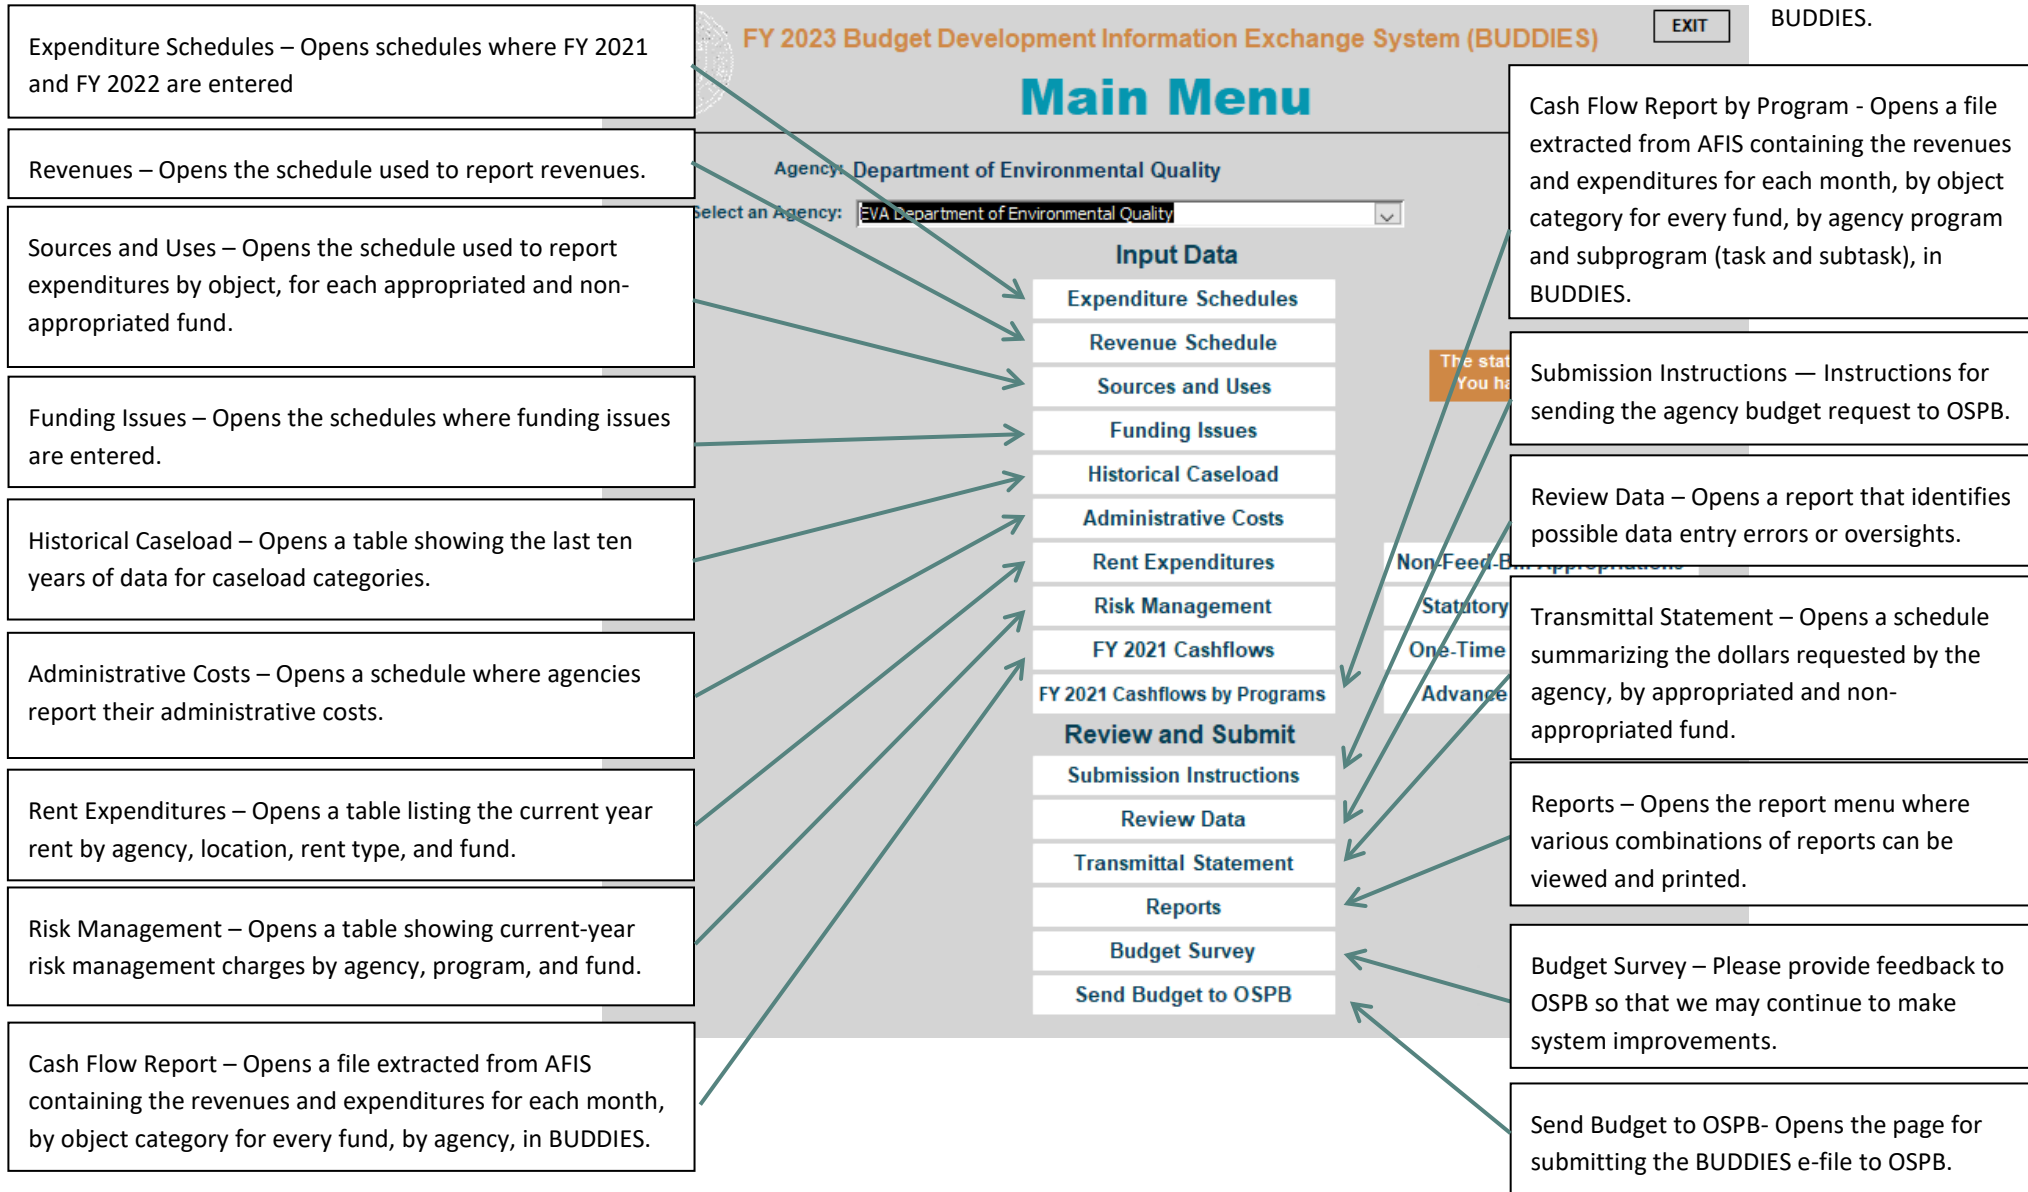 Expenditure Schedules – Opens schedules where FY 2021
and FY 2022 are entered
Revenues – Opens the schedule used to report revenues.
Sources and Uses – Opens the schedule used to report
expenditures by object, for each appropriated and non-
appropriated fund.
Funding Issues – Opens the schedules where funding issues
are entered.
Historical Caseload – Opens a table showing the last ten
years of data for caseload categories.
Administrative Costs – Opens a schedule where agencies
report their administrative costs.
Rent Expenditures – Opens a table listing the current year
rent by agency, location, rent type, and fund.
Risk Management – Opens a table showing current-year
risk management charges by agency, program, and fund.
Cash Flow Report – Opens a file extracted from AFIS
containing the revenues and expenditures for each month,
by object category for every fund, by agency, in BUDDIES.
FY 2023 Budget Development Information Exchange System (BUDDIES)
EXIT
Main Menu
Agency: Department of Environmental Quality
Select an Agency: EVA Department of Environmental Quality
Input Data
Expenditure Schedules
Revenue Schedule
Sources and Uses
Funding Issues
Historical Caseload
Administrative Costs
Rent Expenditures
Risk Management
FY 2021 Cashflows
FY 2021 Cashflows by Programs
Review and Submit
Submission Instructions
Review Data
Transmittal Statement
Reports
Budget Survey
Send Budget to OSPB
The stat
You ha
Non-Feed-Bill Appropriations
Statutory
One-Time
Advance
BUDDIES.
Cash Flow Report by Program - Opens a file
extracted from AFIS containing the revenues
and expenditures for each month, by object
category for every fund, by agency program
and subprogram (task and subtask), in
BUDDIES.
Submission Instructions — Instructions for
sending the agency budget request to OSPB.
Review Data – Opens a report that identifies
possible data entry errors or oversights.
Transmittal Statement – Opens a schedule
summarizing the dollars requested by the
agency, by appropriated and non-
appropriated fund.
Reports – Opens the report menu where
various combinations of reports can be
viewed and printed.
Budget Survey – Please provide feedback to
OSPB so that we may continue to make
system improvements.
Send Budget to OSPB- Opens the page for
submitting the BUDDIES e-file to OSPB.